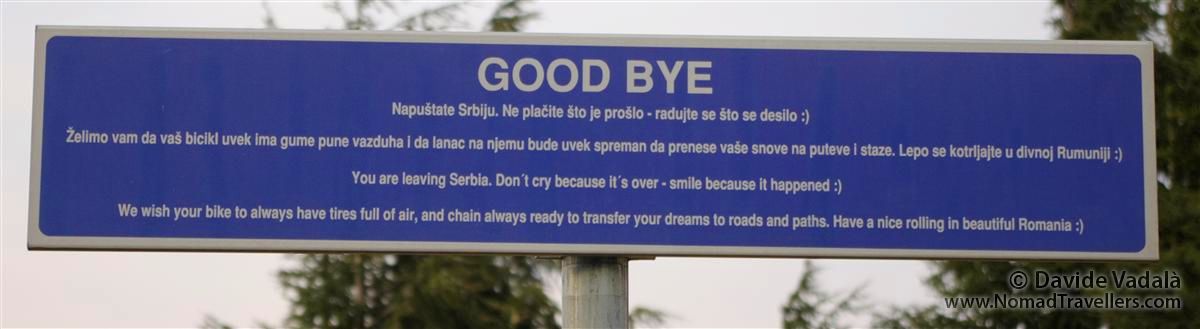 GOOD BYE
Napuštate Srbiju. Ne plačite što je prošlo - radujte se što se desilo :)
Želimo vam da vaš bicikl uvek ima gume pune vazduha i da lanac na njemu bude uvek spreman da prenese vaše snove na puteve i staze. Lepo se kotrljajte u divnoj Rumuniji :)
You are leaving Serbia. Don´t cry because it´s over - smile because it happened :)
We wish your bike to always have tires full of air, and chain always ready to transfer your dreams to roads and paths. Have a nice rolling in beautiful Romania :)
© Davide Vadalà
www.NomadTravellers.com